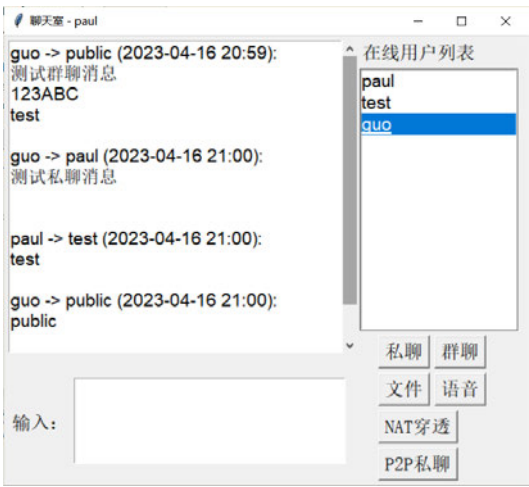 聊天室 - paul
guo -> public (2023-04-16 20:59):
测试群聊消息
123ABC
test
guo -> paul (2023-04-16 21:00):
测试私聊消息
paul -> test (2023-04-16 21:00):
test
guo -> public (2023-04-16 21:00):
public
在线用户列表
paul
test
guo
私聊 群聊
文件 语音
NAT穿透
P2P私聊
输入：